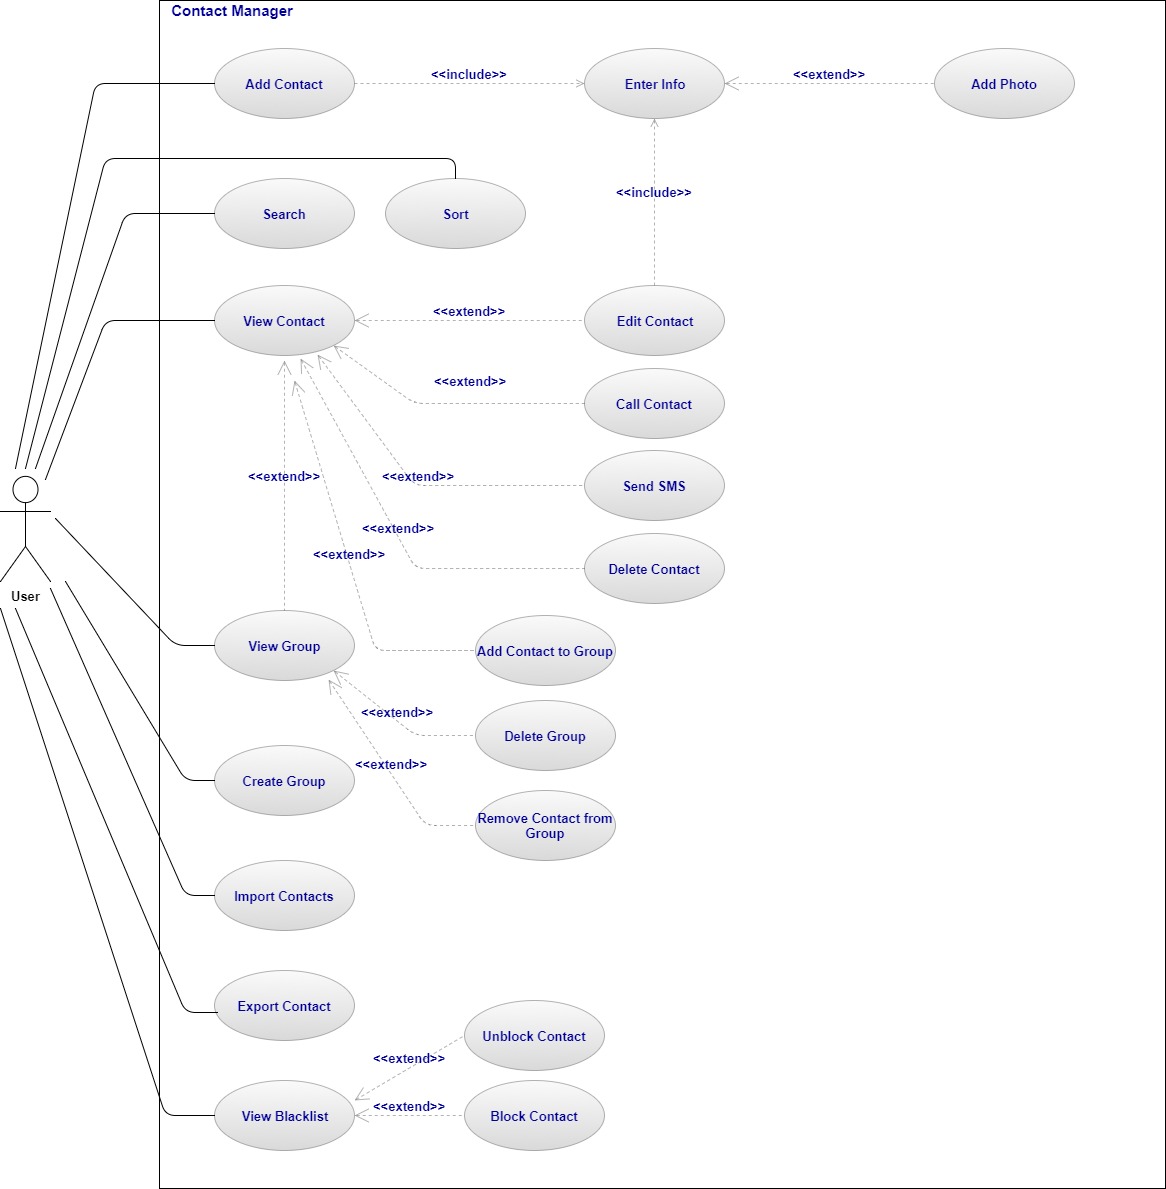 Contact Manager
Add Contact
<<include>>
Enter Info
<<extend>>
Add Photo
<<include>>
Search
Sort
View Contact
<<extend>>
Edit Contact
<<extend>>
Call Contact
<<extend>>
<<extend>>
Send SMS
<<extend>>
<<extend>>
Delete Contact
User
View Group
Add Contact to Group
<<extend>>
Delete Group
<<extend>>
Create Group
Remove Contact from
Group
Import Contacts
Export Contact
Unblock Contact
<<extend>>
<<extend>>
View Blacklist
Block Contact